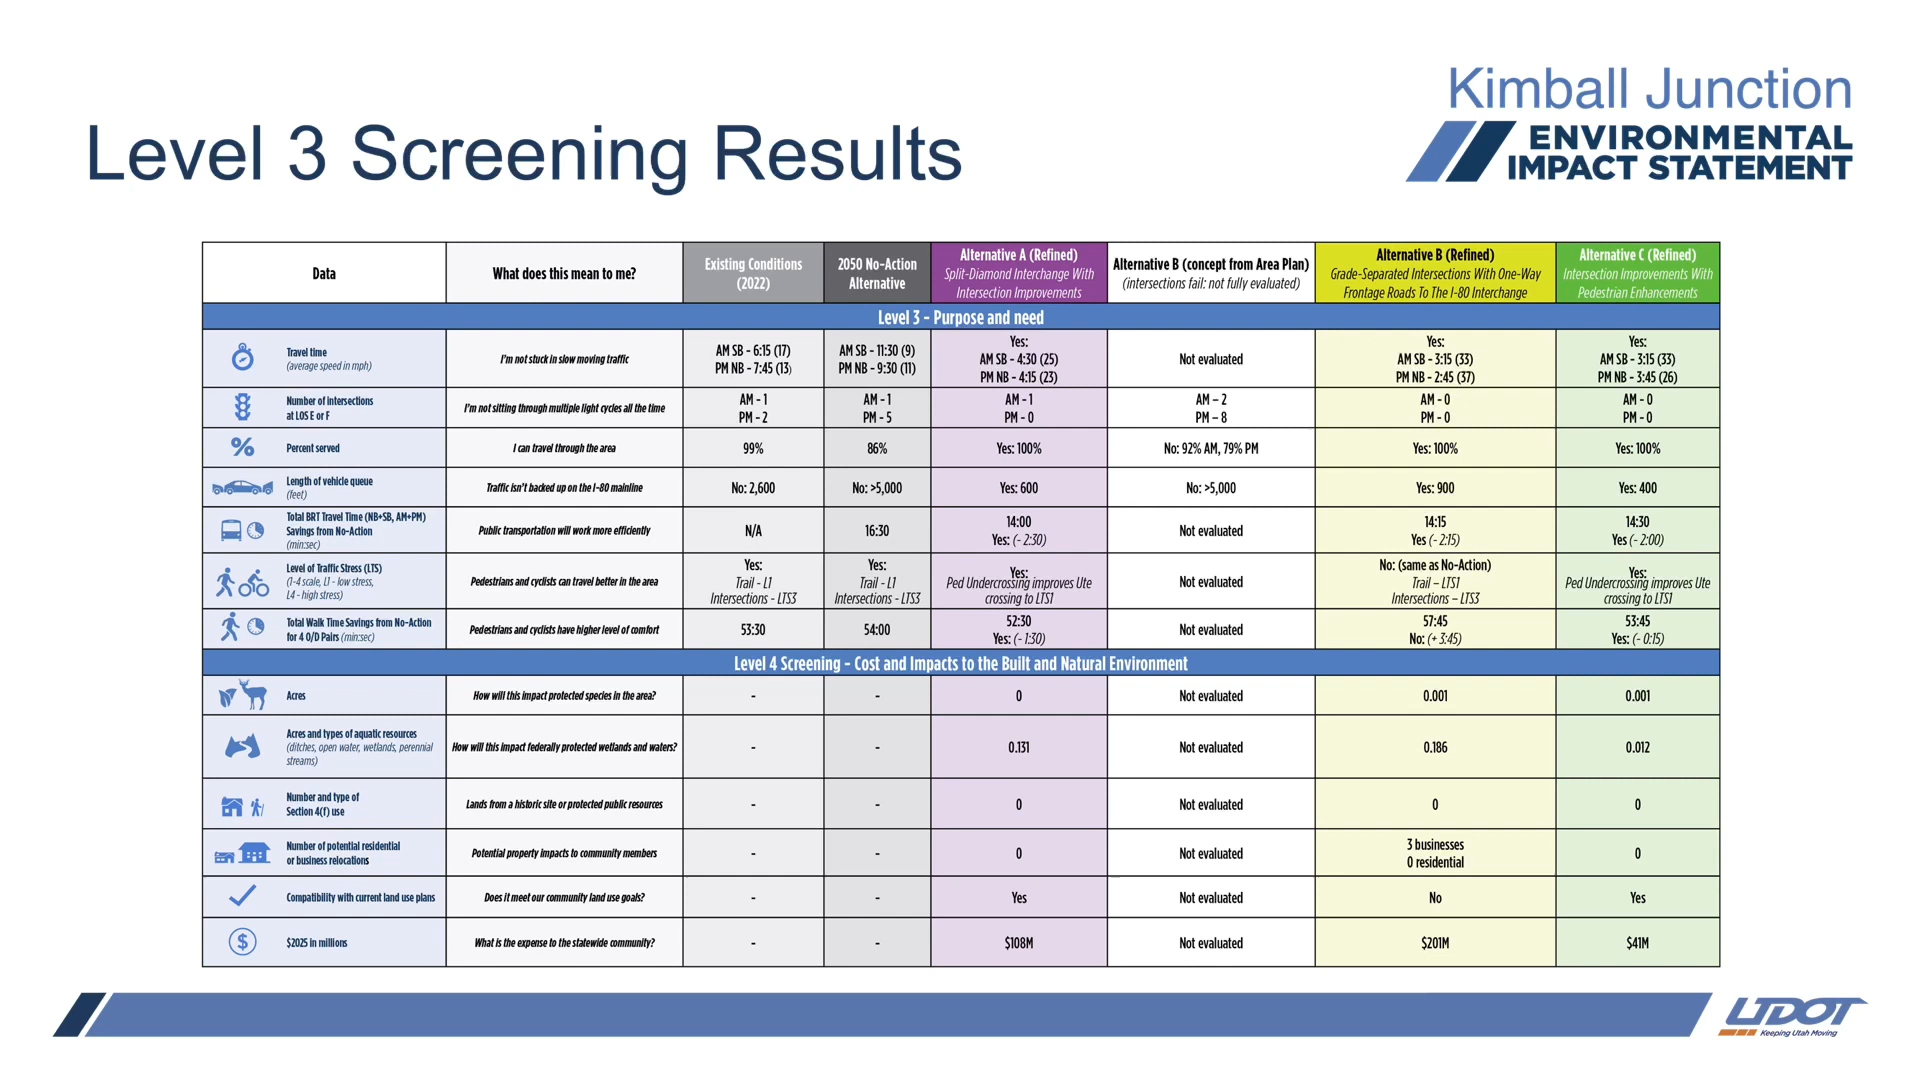 Kimball Junction
ENVIRONMENTAL
IMPACT STATEMENT
Level 3 Screening Results
Data
What does this mean to me?
Existing Conditions
(2022)
2050 No-Action
Alternative
Alternative A (Refined)
Split-Diamond Interchange With
Intersection Improvements
Alternative B (concept from Area Plan)
(intersections fail: not fully evaluated)
Alternative B (Refined)
Grade-Separated Intersections With One-Way
Frontage Roads To The I-80 Interchange
Alternative C (Refined)
Intersection Improvements With
Pedestrian Enhancements
Level 3 - Purpose and need
Travel time
(average speed in mph)
I'm not stuck in slow moving traffic
AM SB - 6:15 (17)
PM NB - 7:45 (13)
AM SB - 11:30 (9)
PM NB - 9:30 (11)
Yes:
AM SB - 4:30 (25)
PM NB - 4:15 (23)
Not evaluated
Yes:
AM SB - 3:15 (33)
PM NB - 2:45 (37)
Yes:
AM SB - 3:15 (33)
PM NB - 3:45 (26)
Number of intersections
at LOS E or F
I'm not sitting through multiple light cycles all the time
AM - 1
PM - 2
AM - 1
PM - 5
AM - 1
PM - 0
AM – 2
PM – 8
AM - 0
PM - 0
AM - 0
PM - 0
%
Percent served
I can travel through the area
99%
86%
Yes: 100%
No: 92% AM, 79% PM
Yes: 100%
Yes: 100%
Length of vehicle queue
(feet)
Traffic isn't backed up on the I-80 mainline
No: 2,600
No: >5,000
Yes: 600
No: >5,000
Yes: 900
Yes: 400
Total BRT Travel Time (NB+SB, AM+PM)
Savings from No-Action
(min:sec)
Public transportation will work more efficiently
N/A
16:30
14:00
Yes: (- 2:30)
Not evaluated
14:15
Yes (- 2:15)
14:30
Yes (- 2:00)
Level of Traffic Stress (LTS)
(1-4 scale, L1 - low stress,
L4 - high stress)
Pedestrians and cyclists can travel better in the area
Yes:
Trail - L1
Intersections - LTS3
Yes:
Trail - L1
Intersections - LTS3
Yes:
Ped Undercrossing improves Ute
crossing to LTS1
Not evaluated
No: (same as No-Action)
Trail – LTS1
Intersections – LTS3
Yes:
Ped Undercrossing improves Ute
crossing to LTS1
Total Walk Time Savings from No-Action
for 4 O/D Pairs (min:sec)
Pedestrians and cyclists have higher level of comfort
53:30
54:00
52:30
Yes: (- 1:30)
Not evaluated
57:45
No: (+ 3:45)
53:45
Yes: (- 0:15)
Level 4 Screening - Cost and Impacts to the Built and Natural Environment
Acres
How will this impact protected species in the area?
-
-
0
Not evaluated
0.001
0.001
Acres and types of aquatic resources
(ditches, open water, wetlands, perennial
streams)
How will this impact federally protected wetlands and waters?
-
-
0.131
Not evaluated
0.186
0.012
Number and type of
Section 4(f) use
Lands from a historic site or protected public resources
-
-
0
Not evaluated
0
0
Number of potential residential
or business relocations
Potential property impacts to community members
-
-
0
Not evaluated
3 businesses
0 residential
0
Compatibility with current land use plans
Does it meet our community land use goals?
-
-
Yes
Not evaluated
No
Yes
$
$2025 in millions
What is the expense to the statewide community?
-
-
$108M
Not evaluated
$201M
$41M
UDOT
Keeping Utah Moving